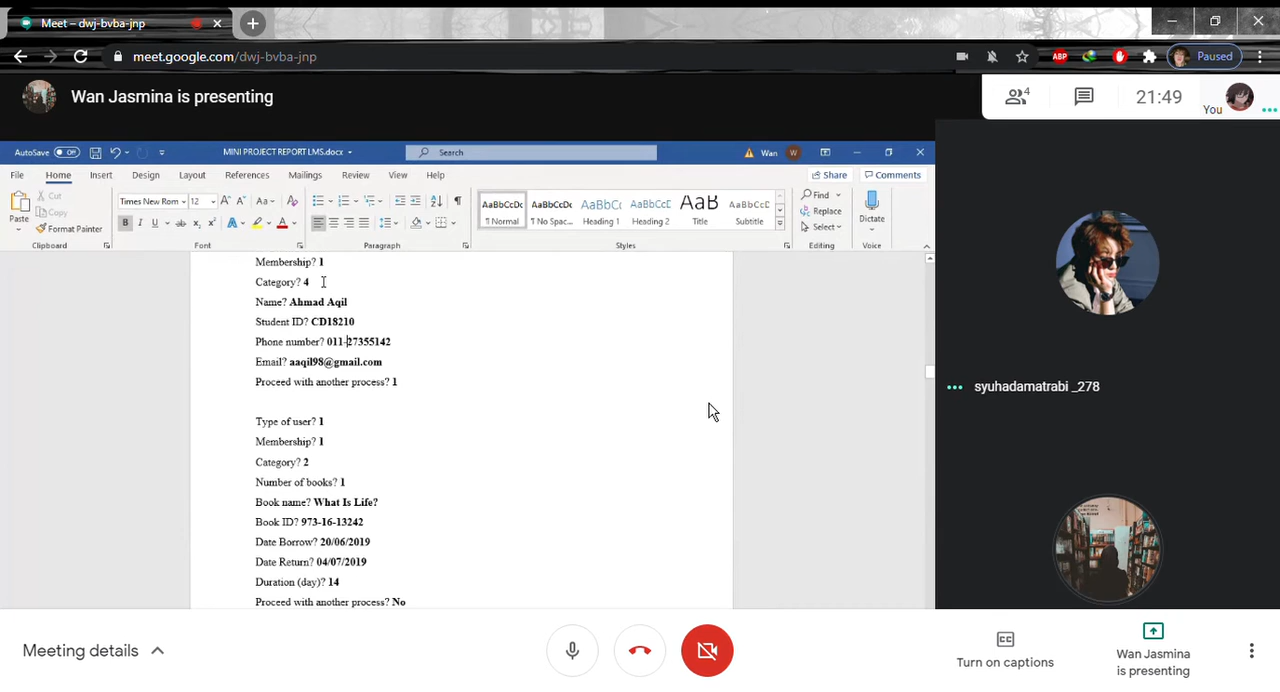 Meet – dwj-bvba-jnp
meet.google.com/dwj-bvba-jnp
ABP
Paused
Wan Jasmina is presenting
4
21:49
You
AutoSave Off
MINI PROJECT REPORT LMS.docx
Search
Wan
W
File Home Insert Design Layout References Mailings Review View Help
Share Comments
Paste
Cut
Copy
Format Painter
Times New Rom 12
AaBbCcDc AaBbCcDc AaBbCc AaBbCcD AaB AaBbCcD
¶ Normal ¶ No Spac... Heading 1 Heading 2 Title Subtitle
Find
Replace
Select
Dictate
Clipboard Font Paragraph Styles Editing Voice
Membership? 1
Category? 4
Name? Ahmad Aqil
Student ID? CD18210
Phone number? 011-27355142
Email? aaqil98@gmail.com
Proceed with another process? 1
Type of user? 1
Membership? 1
Category? 2
Number of books? 1
Book name? What Is Life?
Book ID? 973-16-13242
Date Borrow? 20/06/2019
Date Return? 04/07/2019
Duration (day)? 14
Proceed with another process? No
syuhadamatrabi _278
Meeting details
Turn on captions
Wan Jasmina
is presenting